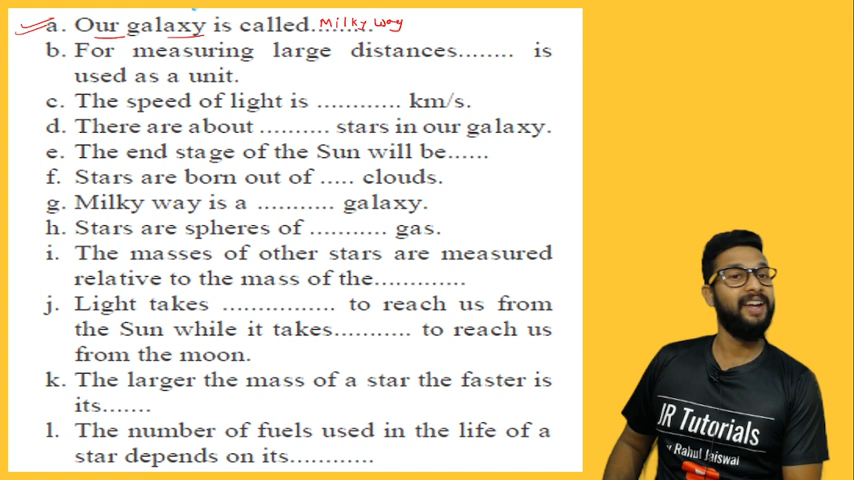 a. Our galaxy is called.........Milky way
b. For measuring large distances........ is
used as a unit.
c. The speed of light is ............ km/s.
d. There are about .......... stars in our galaxy.
e. The end stage of the Sun will be......
f. Stars are born out of ..... clouds.
g. Milky way is a ........... galaxy.
h. Stars are spheres of ........... gas.
i. The masses of other stars are measured
relative to the mass of the.............
j. Light takes ................ to reach us from
the Sun while it takes........... to reach us
from the moon.
k. The larger the mass of a star the faster is
its.......
l. The number of fuels used in the life of a
star depends on its............
JR Tutorials
y Rahul Jaiswal